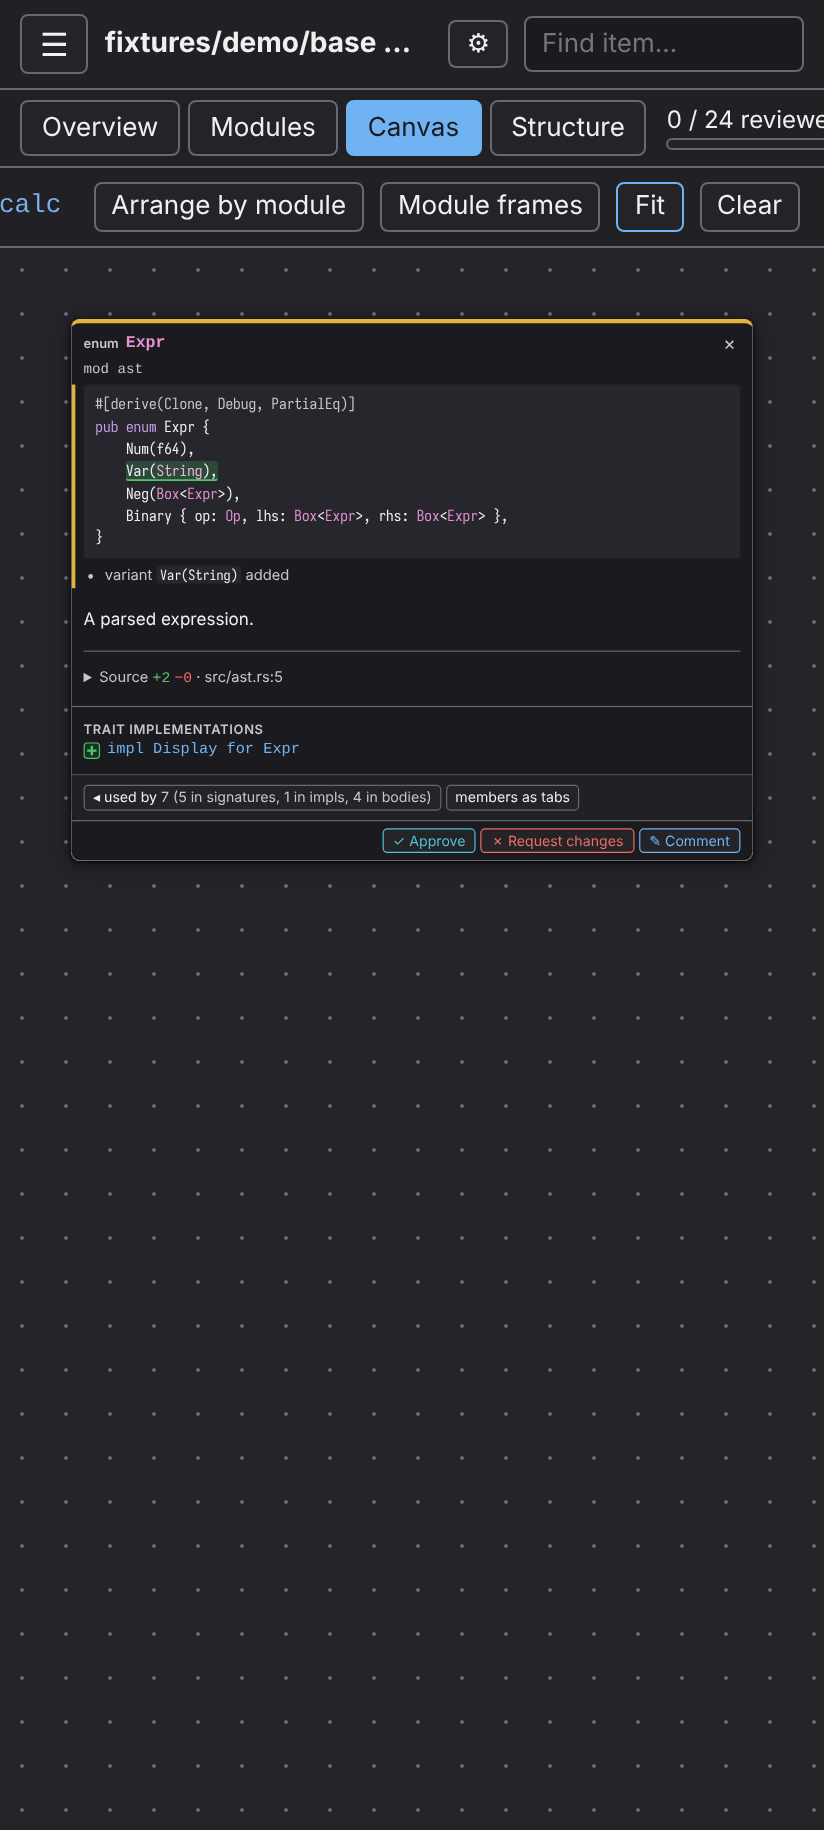 ☰ fixtures/demo/base ... ⚙ Find item...
Overview Modules Canvas Structure 0 / 24 reviewe
calc Arrange by module Module frames Fit Clear
enum Expr ×
mod ast
#[derive(Clone, Debug, PartialEq)]
pub enum Expr {
    Num(f64),
    Var(String),
    Neg(Box<Expr>),
    Binary { op: Op, lhs: Box<Expr>, rhs: Box<Expr> },
}
• variant Var(String) added
A parsed expression.
▶ Source +2 −0 · src/ast.rs:5
TRAIT IMPLEMENTATIONS
impl Display for Expr
◂ used by 7 (5 in signatures, 1 in impls, 4 in bodies) members as tabs
✓ Approve × Request changes ✎ Comment